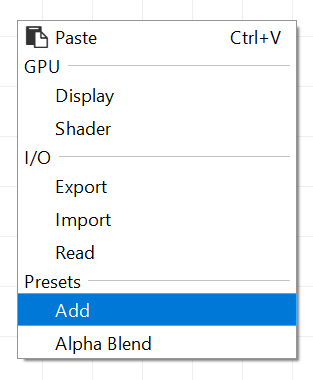 Paste Ctrl+V
GPU
Display
Shader
I/O
Export
Import
Read
Presets
Add
Alpha Blend